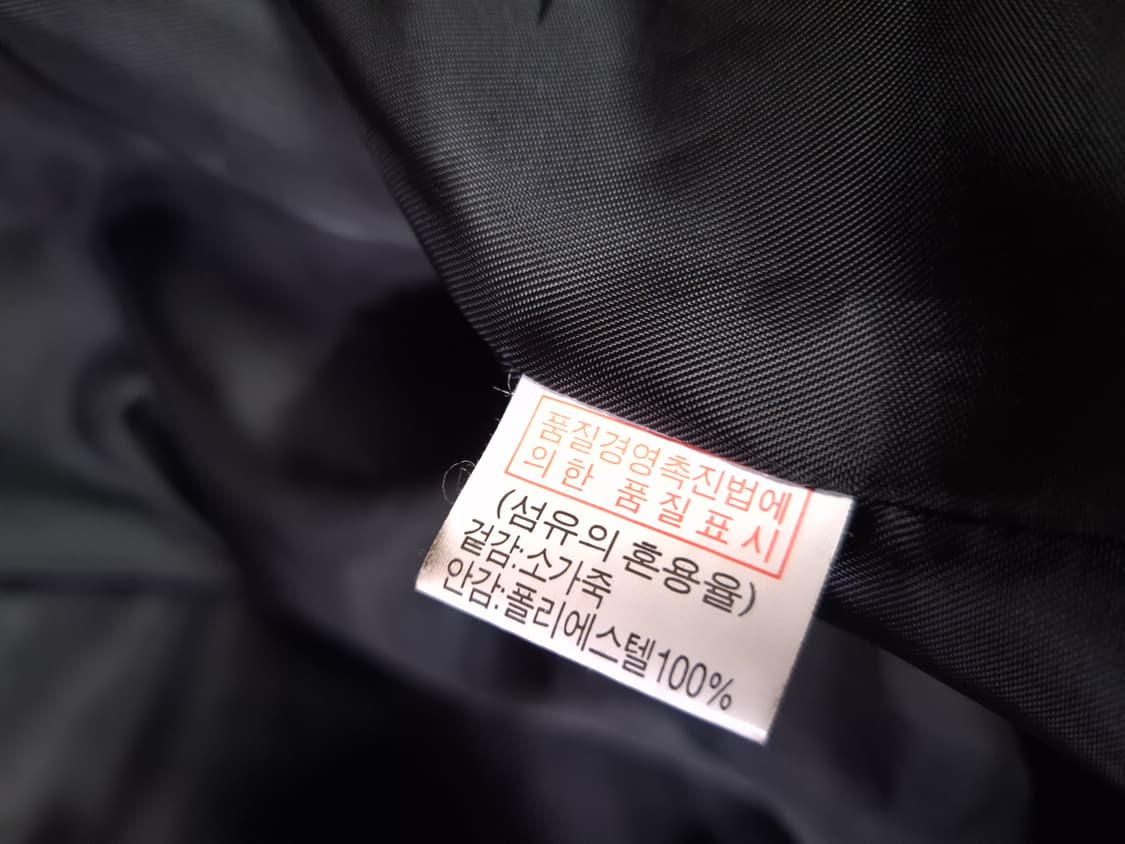 품질경영촉진법에
의한 품질표시
(섬유의 혼용율)
겉감:소가죽
안감:폴리에스텔100%